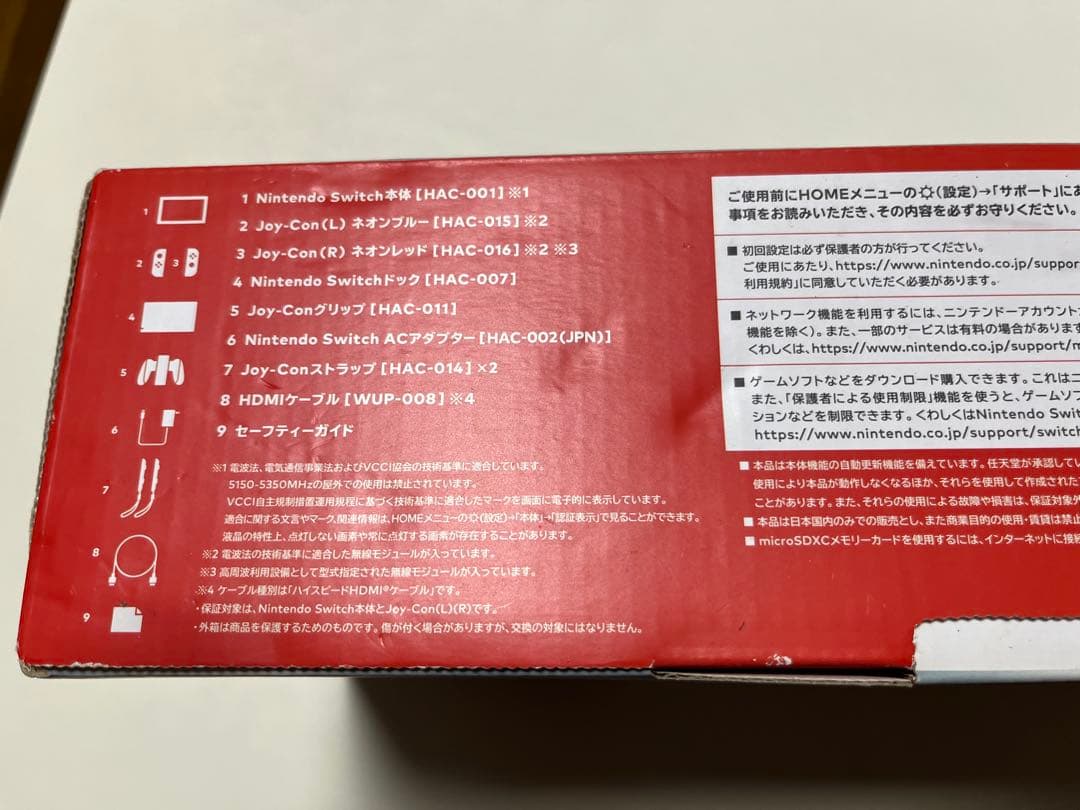 1 Nintendo Switch本体 [HAC-001] ※1
2 Joy-Con(L) ネオンブルー [HAC-015] ※2
3 Joy-Con(R) ネオンレッド [HAC-016] ※2 ※3
4 Nintendo Switchドック [HAC-007]
5 Joy-Conグリップ [HAC-011]
6 Nintendo Switch ACアダプター [HAC-002(JPN)]
7 Joy-Conストラップ [HAC-014] ×2
8 HDMIケーブル [WUP-008] ※4
9 セーフティーガイド
1
2
3
4
5
6
7
8
9
※1 電波法、電気通信事業法およびVCCI協会の技術基準に適合しています。
5150-5350MHzの屋外での使用は禁止されています。
VCCI自主規制措置運用規程に基づく技術基準に適合したマークを画面に電子的に表示しています。
適合に関する文言やマーク、関連情報は、HOMEメニューの(設定)→「本体」→「認証表示」で見ることができます。
液晶の特性上、点灯しない画素や常に点灯する画素が存在することがあります。
※2 電波法の技術基準に適合した無線モジュールが入っています。
※3 高周波利用設備として型式指定された無線モジュールが入っています。
※4 ケーブル種別は「ハイスピードHDMI®ケーブル」です。
・保証対象は、Nintendo Switch本体とJoy-Con(L)(R)です。
・外箱は商品を保護するためのものです。傷が付く場合がありますが、交換の対象にはなりません。
ご使用前にHOMEメニューの(設定)→「サポート」にあ
事項をお読みいただき、その内容を必ずお守りください。
■ 初回設定は必ず保護者の方が行ってください。
ご使用にあたり、https://www.nintendo.co.jp/suppor
利用規約」に同意していただく必要があります。
■ ネットワーク機能を利用するには、ニンテンドーアカウント
機能を除く)。また、一部のサービスは有料の場合があります
くわしくは、https://www.nintendo.co.jp/support/
■ ゲームソフトなどをダウンロード購入できます。これはニ
また、「保護者による使用制限」機能を使うと、ゲームソフ
ションなどを制限できます。くわしくはNintendo Swit
https://www.nintendo.co.jp/support/switch
■ 本品は本体機能の自動更新機能を備えています。任天堂が承認してい
使用により本品が動作しなくなるほか、それらを使用して作成された
ことがあります。また、それらの使用による故障や損害は、保証対象外
■ 本品は日本国内のみでの販売とし、また商業目的の使用・賃貸は禁止
■ microSDXCメモリーカードを使用するには、インターネットに接続